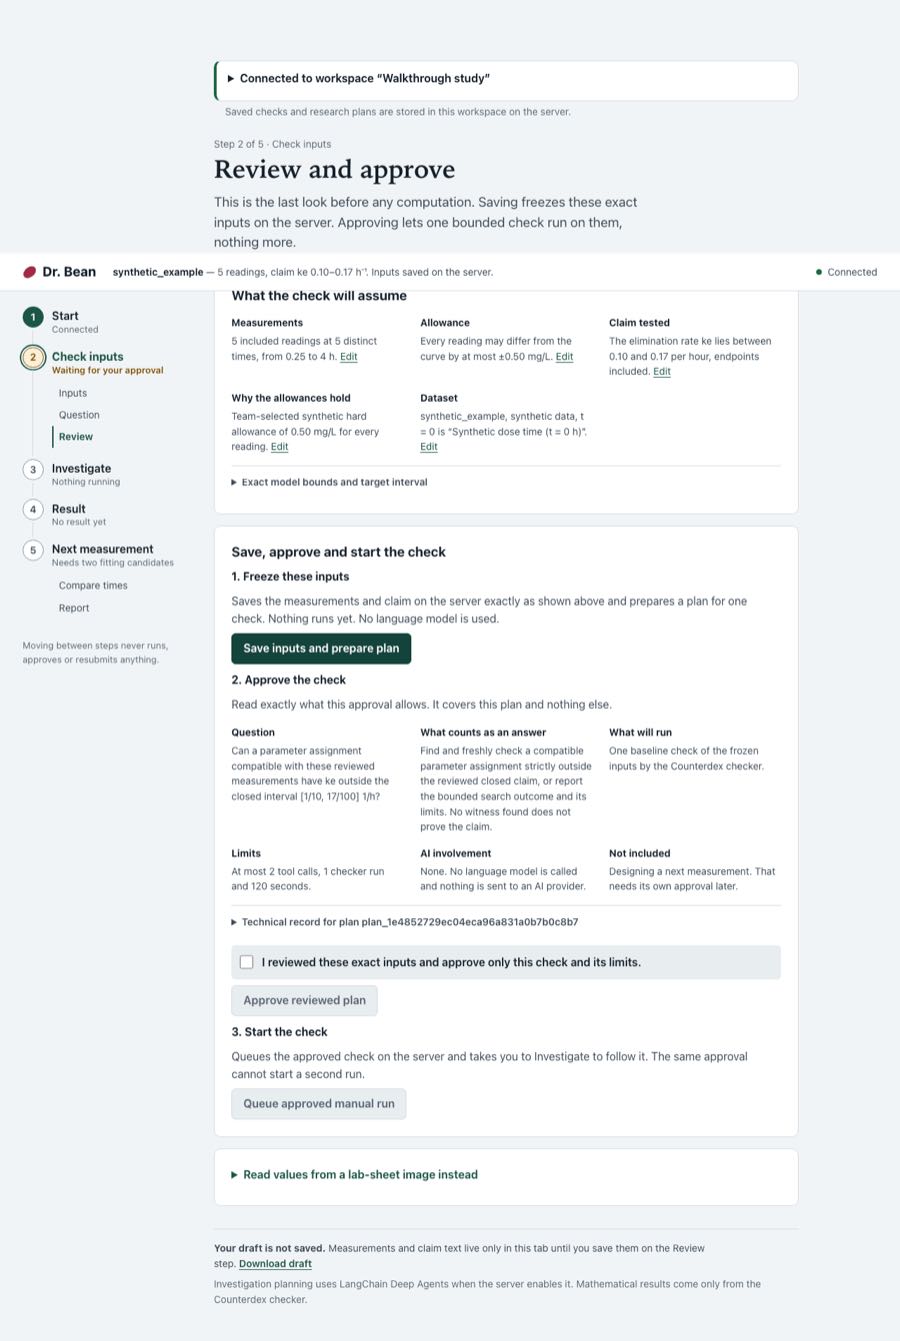 ▶ Connected to workspace “Walkthrough study”
Saved checks and research plans are stored in this workspace on the server.
Step 2 of 5 · Check inputs
Review and approve
This is the last look before any computation. Saving freezes these exact
inputs on the server. Approving lets one bounded check run on them,
nothing more.
Dr. Bean
synthetic_example — 5 readings, claim ke 0.10–0.17 h⁻¹. Inputs saved on the server.
Connected
1
Start
Connected
2
Check inputs
Waiting for your approval
Inputs
Question
Review
3
Investigate
Nothing running
4
Result
No result yet
5
Next measurement
Needs two fitting candidates
Compare times
Report
Moving between steps never runs,
approves or resubmits anything.
What the check will assume
Measurements
5 included readings at 5 distinct
times, from 0.25 to 4 h. Edit
Allowance
Every reading may differ from the
curve by at most ±0.50 mg/L. Edit
Claim tested
The elimination rate ke lies between
0.10 and 0.17 per hour, endpoints
included. Edit
Why the allowances hold
Team-selected synthetic hard
allowance of 0.50 mg/L for every
reading. Edit
Dataset
synthetic_example, synthetic data, t
= 0 is “Synthetic dose time (t = 0 h)”.
Edit
▶ Exact model bounds and target interval
Save, approve and start the check
1. Freeze these inputs
Saves the measurements and claim on the server exactly as shown above and prepares a plan for one
check. Nothing runs yet. No language model is used.
Save inputs and prepare plan
2. Approve the check
Read exactly what this approval allows. It covers this plan and nothing else.
Question
Can a parameter assignment
compatible with these reviewed
measurements have ke outside the
closed interval [1/10, 17/100] 1/h?
What counts as an answer
Find and freshly check a compatible
parameter assignment strictly outside
the reviewed closed claim, or report
the bounded search outcome and its
limits. No witness found does not
prove the claim.
What will run
One baseline check of the frozen
inputs by the Counterdex checker.
Limits
At most 2 tool calls, 1 checker run
and 120 seconds.
AI involvement
None. No language model is called
and nothing is sent to an AI provider.
Not included
Designing a next measurement. That
needs its own approval later.
▶ Technical record for plan plan_1e4852729ec04eca96a831a0b7b0c8b7
I reviewed these exact inputs and approve only this check and its limits.
Approve reviewed plan
3. Start the check
Queues the approved check on the server and takes you to Investigate to follow it. The same approval
cannot start a second run.
Queue approved manual run
▶ Read values from a lab-sheet image instead
Your draft is not saved. Measurements and claim text live only in this tab until you save them on the Review
step. Download draft
Investigation planning uses LangChain Deep Agents when the server enables it. Mathematical results come only from the
Counterdex checker.